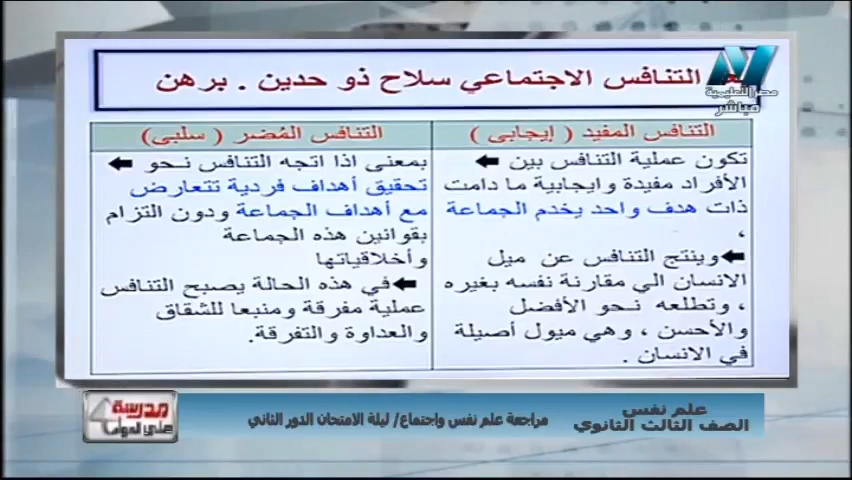 التنافس الاجتماعي سلاح ذو حدين . برهن
مصر التعليمية
مباشر
التنافس المفيد ( إيجابى )
تكون عملية التنافس بين
الأفراد مفيدة وايجابية ما دامت
ذات هدف واحد يخدم الجماعة
،
وينتج التنافس عن ميل
الانسان الي مقارنة نفسه بغيره
، وتطلعه نحو الأفضل
والأحسن ، وهي ميول أصيلة
في الانسان .
التنافس المُضر ( سلبى )
بمعنى اذا اتجه التنافس نحو
تحقيق أهداف فردية تتعارض
مع أهداف الجماعة ودون التزام
بقوانين هذه الجماعة
وأخلاقياتها
في هذه الحالة يصبح التنافس
عملية مفرقة ومنبعا للشقاق
والعداوة والتفرقة.
علم نفس
الصف الثالث الثانوي
مراجعة علم نفس واجتماع/ ليلة الامتحان الدور الثاني
مدرسة
على الهواء